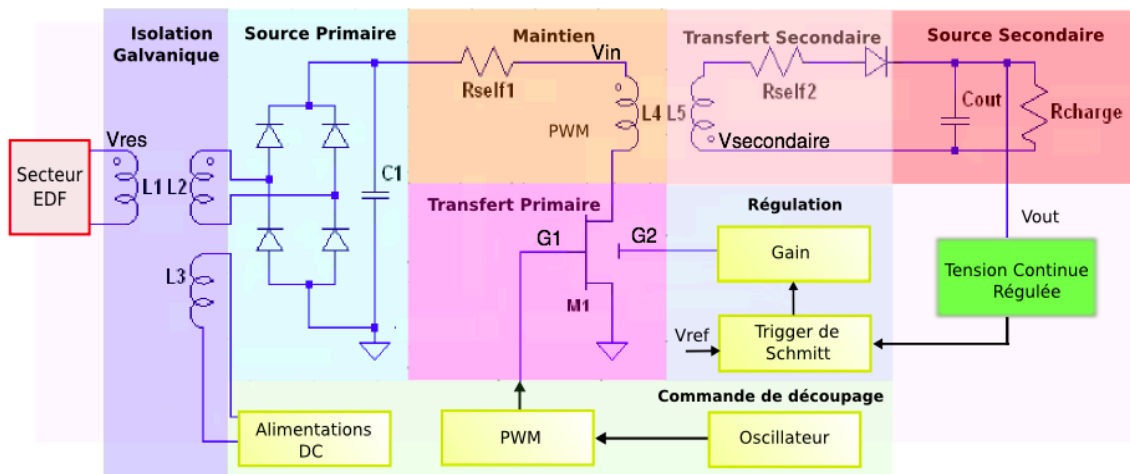 Isolation
Galvanique
Source Primaire
Maintien
Transfert Secondaire
Source Secondaire
Vin
Rself1
Rself2
L4
L5
Cout
Rcharge
PWM
Vsecondaire
Vres
Secteur
EDF
L1
L2
C1
L3
Transfert Primaire
G1
G2
M1
Régulation
Gain
Vref
Trigger de
Schmitt
Vout
Tension Continue
Régulée
Commande de découpage
Alimentations
DC
PWM
Oscillateur